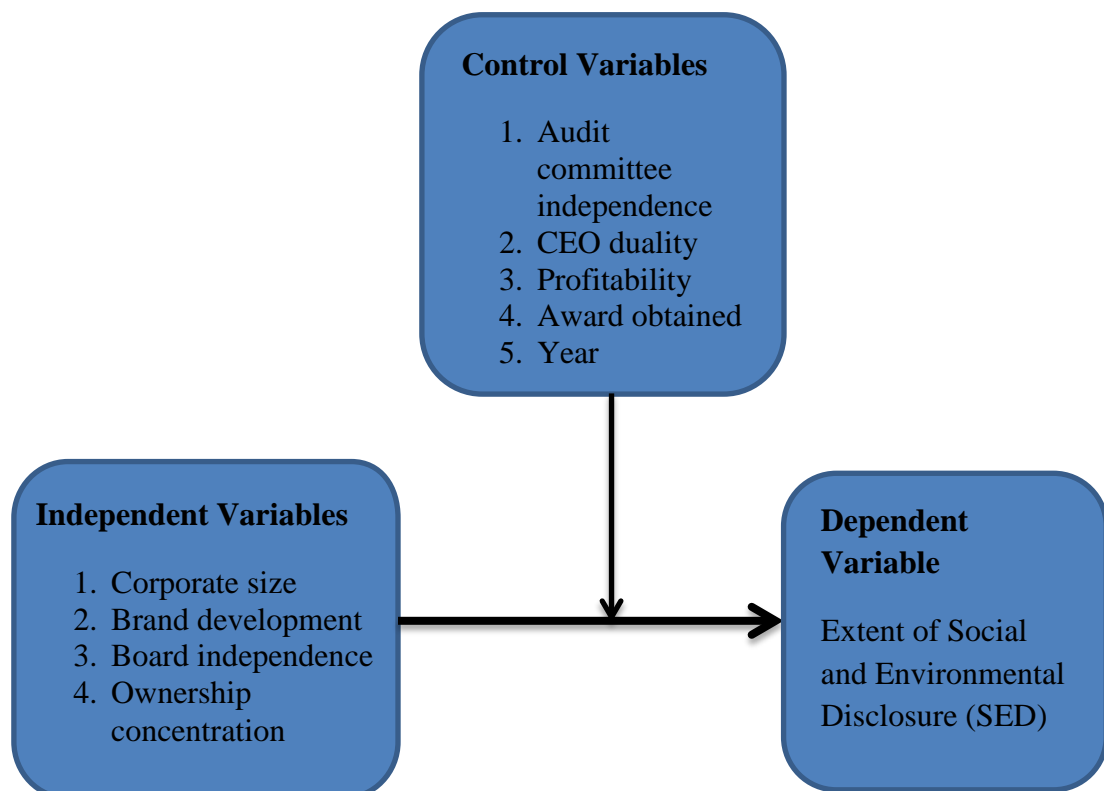 Control Variables
1. Audit
committee
independence
2. CEO duality
3. Profitability
4. Award obtained
5. Year
Independent Variables
1. Corporate size
2. Brand development
3. Board independence
4. Ownership
concentration
Dependent
Variable
Extent of Social
and Environmental
Disclosure (SED)